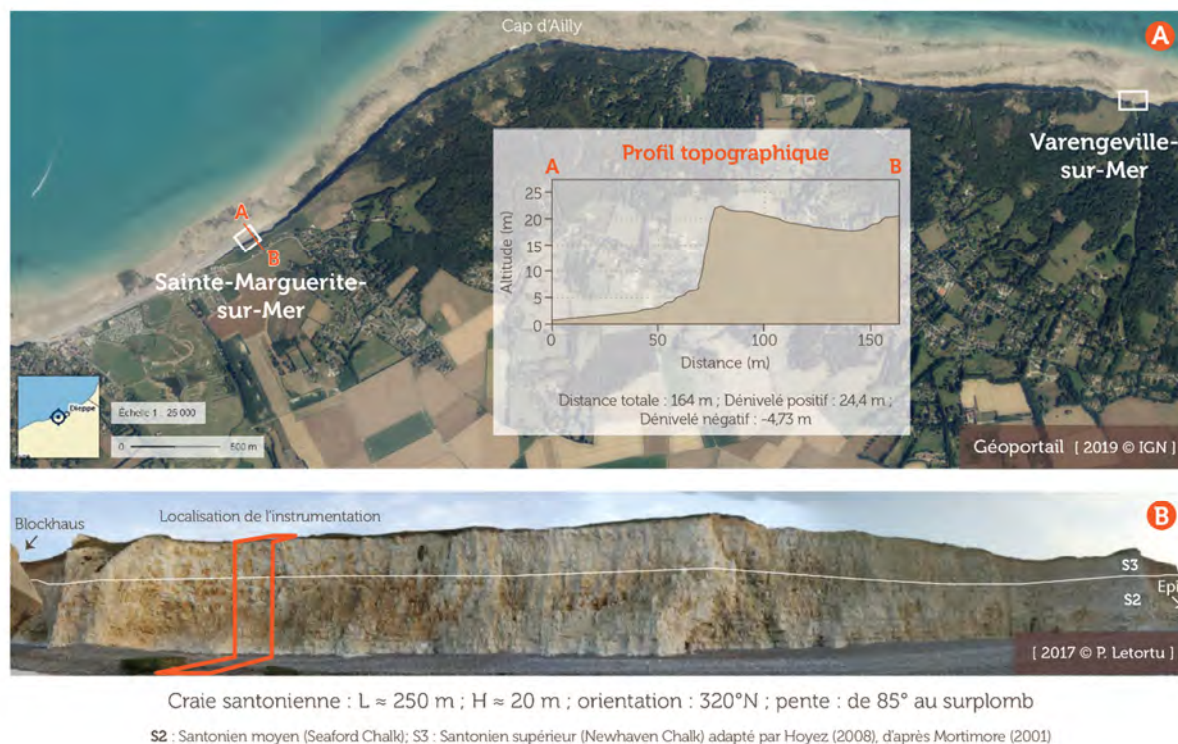 Cap d'Ailly
A
Varengeville-
sur-Mer
Profil topographique
A
B
25
20
15
10
5
0
Altitude (m)
0
50
100
150
Distance (m)
Distance totale : 164 m ; Dénivelé positif : 24,4 m ;
Dénivelé négatif : -4,73 m
A
B
Sainte-Marguerite-
sur-Mer
Dieppe
Échelle 1 : 25 000
0
500 m
Géoportail [ 2019 © IGN ]
B
Blockhaus
Localisation de l'instrumentation
S3
S2
Epi
[ 2017 © P. Letortu ]
Craie santonienne : L ≈ 250 m ; H ≈ 20 m ; orientation : 320°N ; pente : de 85° au surplomb
S2 : Santonien moyen (Seaford Chalk); S3 : Santonien supérieur (Newhaven Chalk) adapté par Hoyez (2008), d'après Mortimore (2001)